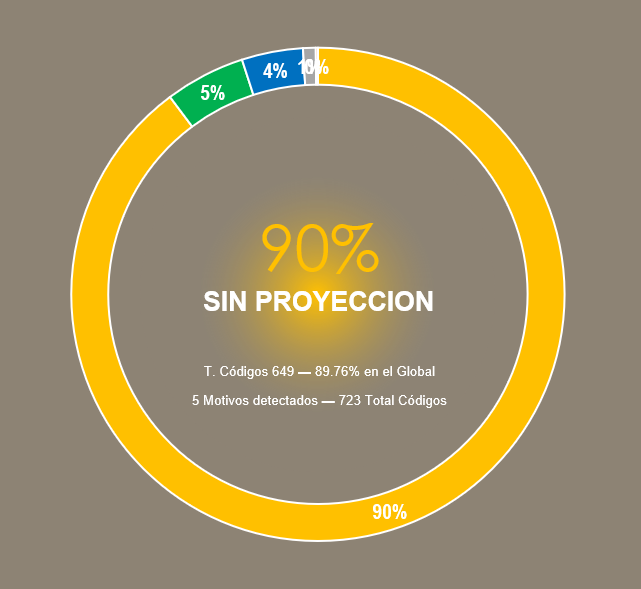 5%
4%
90%
SIN PROYECCION
T. Códigos 649 — 89.76% en el Global
5 Motivos detectados — 723 Total Códigos
90%